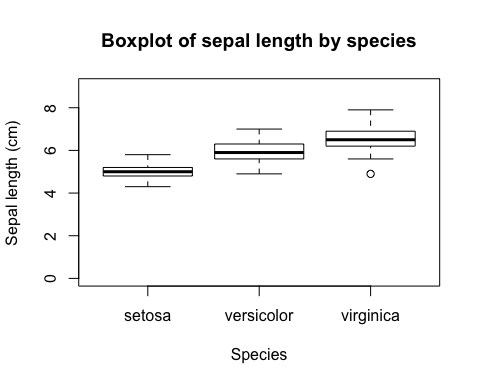 Boxplot of sepal length by species
Sepal length (cm)
8
6
4
2
0
setosa versicolor virginica
Species